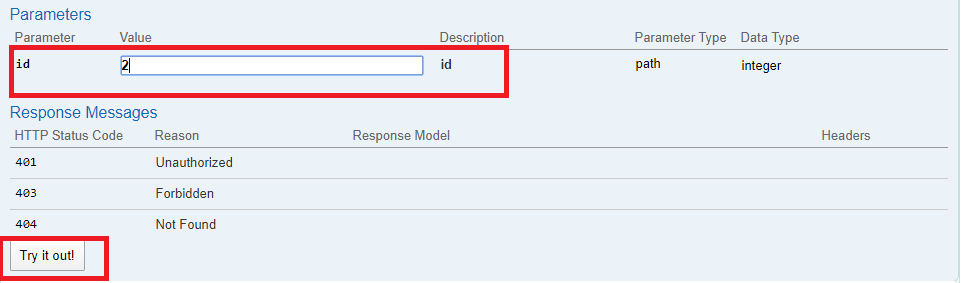 Parameters
Parameter Value Description Parameter Type Data Type
id 2 id path integer
Response Messages
HTTP Status Code Reason Response Model Headers
401 Unauthorized
403 Forbidden
404 Not Found
Try it out!